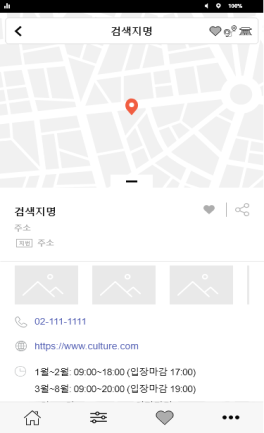 100%
검색지명
검색지명
주소
지번 주소
02-111-1111
https://www.culture.com
1월~2월: 09:00~18:00 (입장마감 17:00)
3월~8월: 09:00~20:00 (입장마감 19:00)